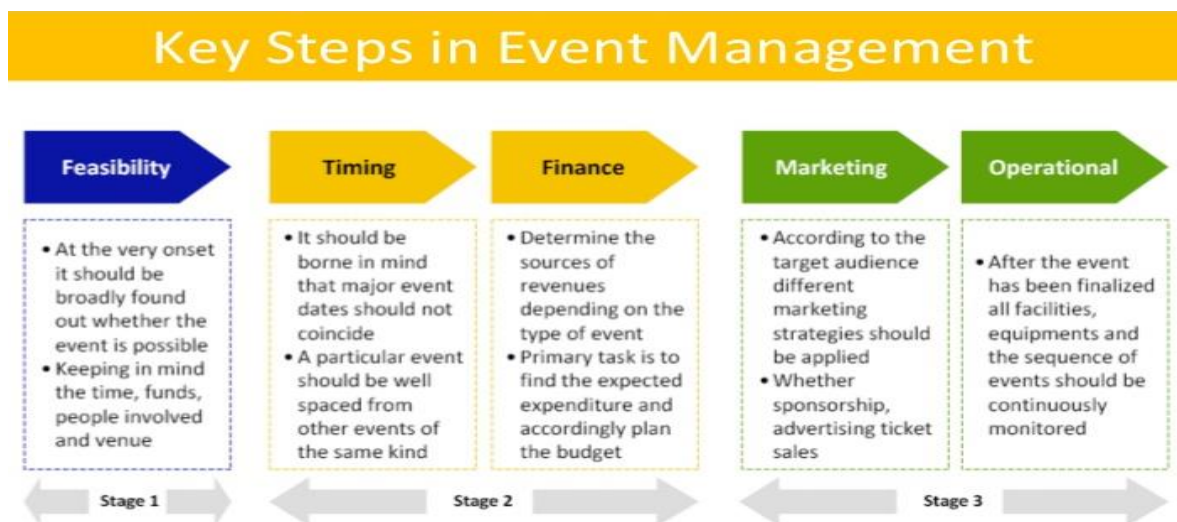 Key Steps in Event Management
Feasibility
• At the very onset
it should be
broadly found
out whether the
event is possible
• Keeping in mind
the time, funds,
people involved
and venue
Timing
• It should be
borne in mind
that major event
dates should not
coincide
• A particular event
should be well
spaced from
other events of
the same kind
Finance
• Determine the
sources of
revenues
depending on the
type of event
• Primary task is to
find the expected
expenditure and
accordingly plan
the budget
Marketing
• According to the
target audience
different
marketing
strategies should
be applied
• Whether
sponsorship,
advertising ticket
sales
Operational
• After the event
has been finalized
all facilities,
equipments and
the sequence of
events should be
continuously
monitored
Stage 1
Stage 2
Stage 3